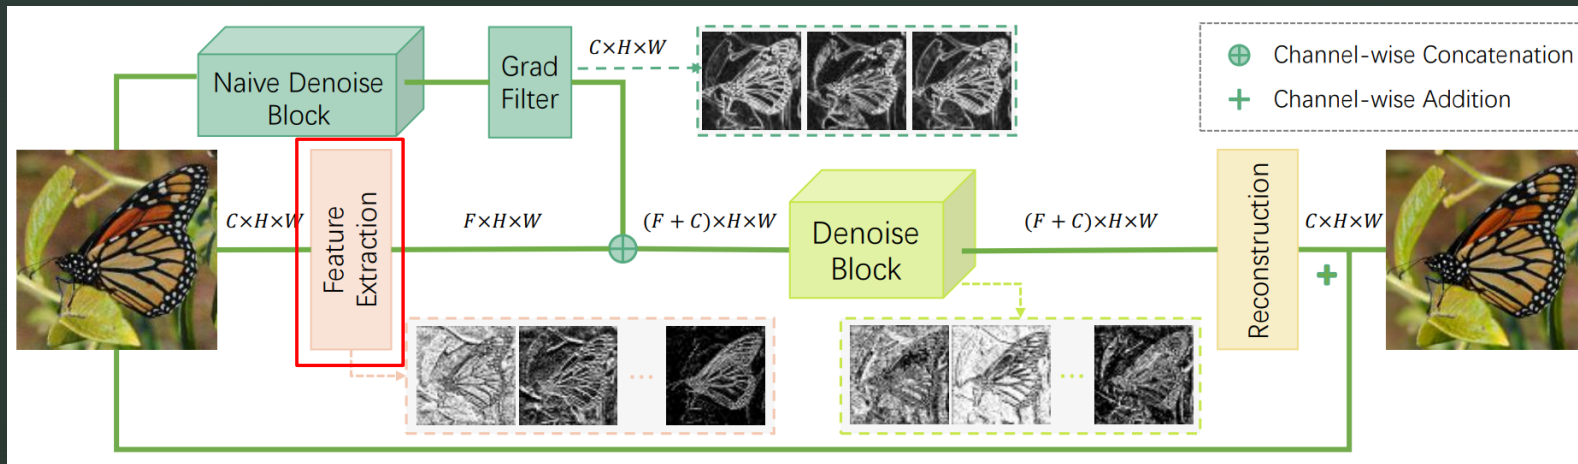 Naive Denoise
Block
Grad
Filter
C×H×W
Channel-wise Concatenation
Channel-wise Addition
C×H×W
Feature
Extraction
F×H×W
(F + C)×H×W
Denoise
Block
(F + C)×H×W
Reconstruction
C×H×W